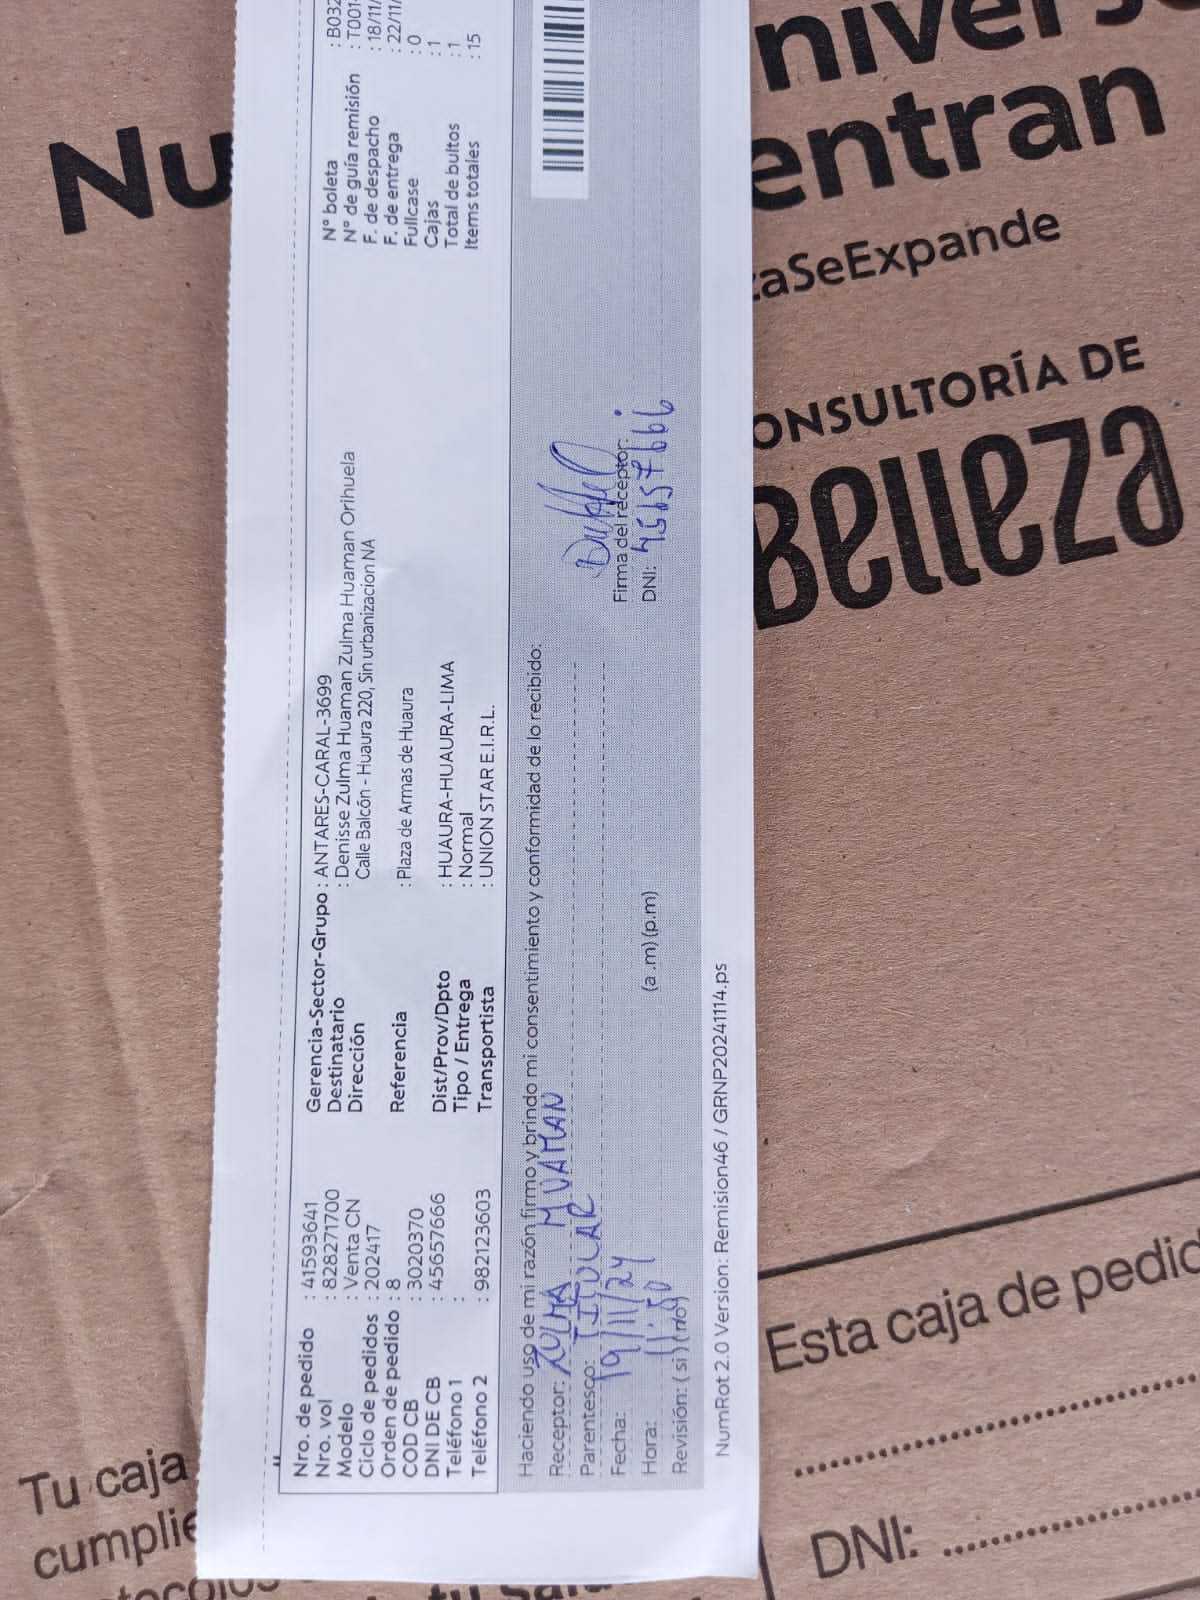 Nro. de pedido : 41593641
Nro. vol : 828271700
Modelo : Venta CN
Ciclo de pedidos : 202417
Orden de pedido : 8
COD CB : 3020370
DNI DE CB : 45657666
Teléfono 1 :
Teléfono 2 : 982123603
Gerencia-Sector-Grupo : ANTARES-CARAL-3699
Destinatario : Denisse Zulma Huaman Zulma Huaman Orihuela
Dirección Calle Balcón - Huaura 220, Sin urbanizacion NA
Referencia : Plaza de Armas de Huaura
Dist/Prov/Dpto : HUAURA-HUAURA-LIMA
Tipo / Entrega : Normal
Transportista : UNION STAR E.I.R.L.
N° boleta : B032
N° de guía remisión : T001-
F. de despacho : 18/11/
F. de entrega : 22/11/
Fullcase : 0
Cajas : 1
Total de bultos : 1
Items totales : 15
Haciendo uso de mi razón firmo y brindo mi consentimiento y conformidad de lo recibido:
Receptor: ZULMA HUAMAN
Parentesco: TITULAR
Fecha: 19/11/24
Hora: 11:50 (a .m) (p.m)
Revisión: ( si ) ( no )
Firma del receptor:
DNI: 45657666
NumRot 2.0 Version: Remision46 / GRNP20241114.ps
Nu
niverso
entran
zaSeExpande
ONSULTORÍA DE
Belleza
Tu caja
cumplie
Esta caja de pedid
DNI: